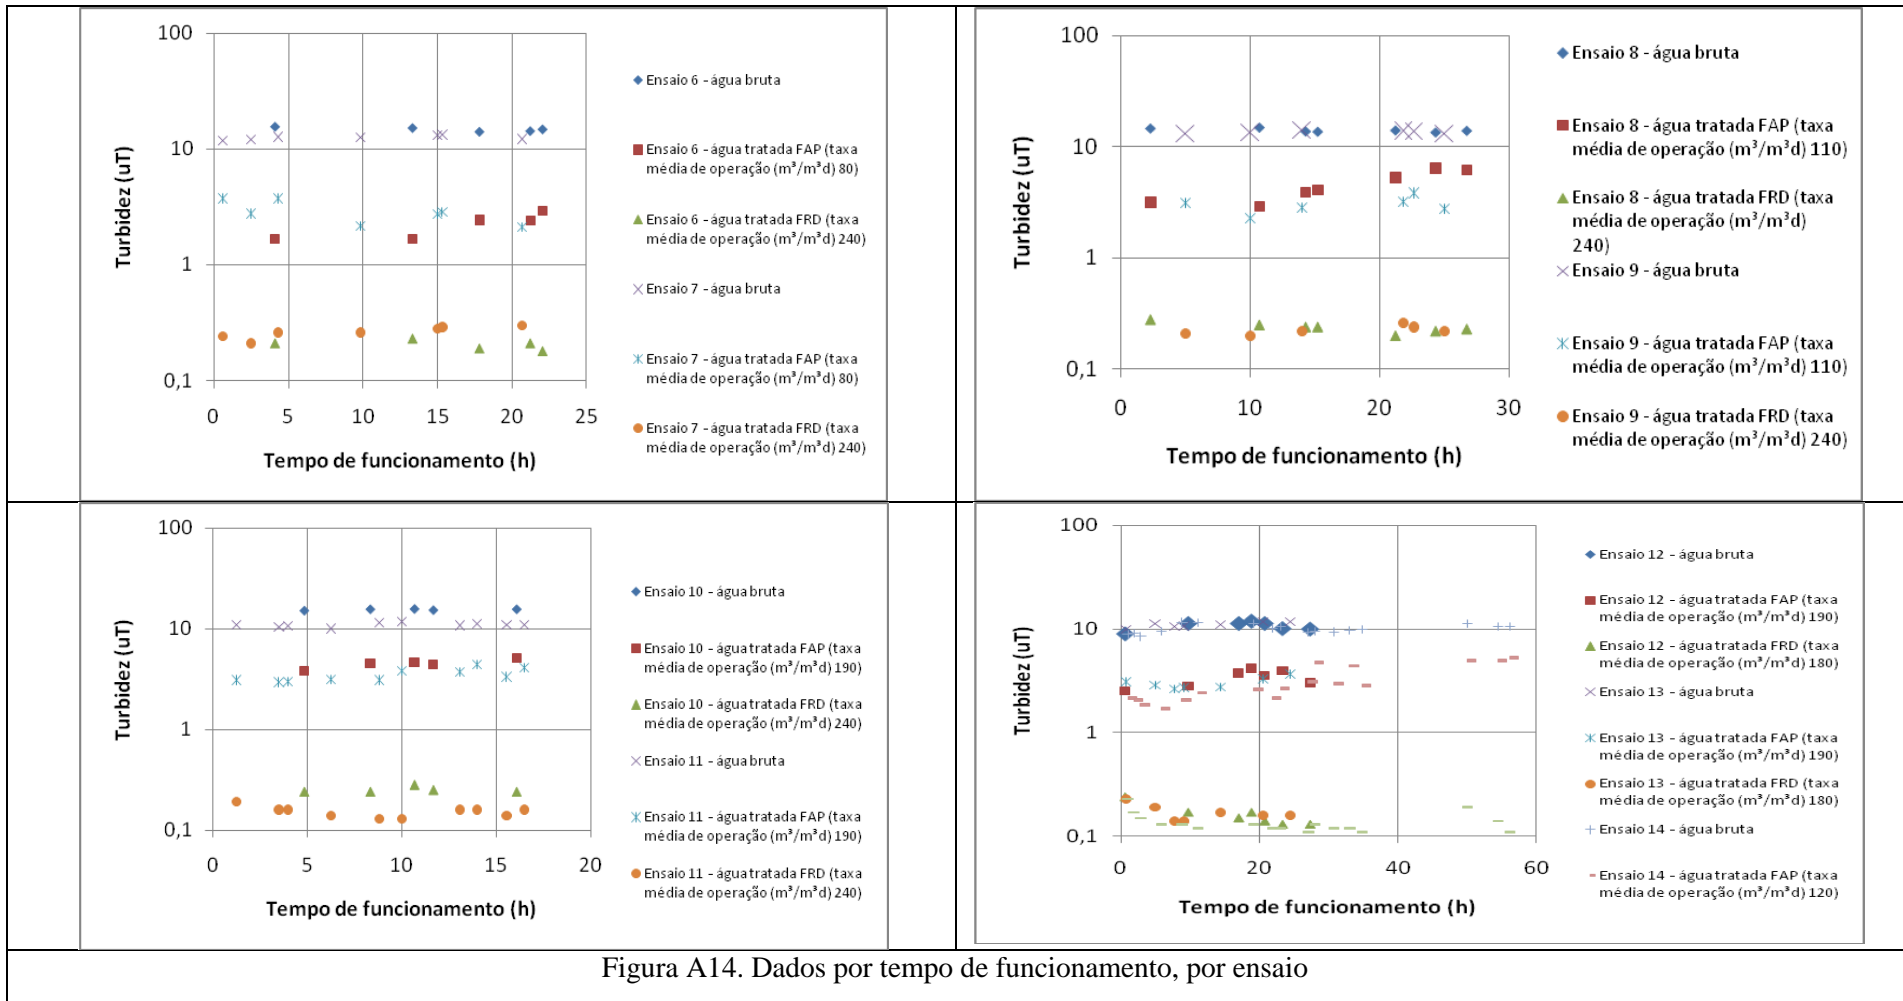 100
10
1
0,1
Turbidez (uT)
0 5 10 15 20 25
Tempo de funcionamento (h)
Ensaio 6 - água bruta
Ensaio 6 - água tratada FAP (taxa
média de operação (m³/m³d) 80)
Ensaio 6 - água tratada FRD (taxa
média de operação (m³/m³d) 240)
Ensaio 7 - água bruta
Ensaio 7 - água tratada FAP (taxa
média de operação (m³/m³d) 80)
Ensaio 7 - água tratada FRD (taxa
média de operação (m³/m³d) 240)
100
10
1
0,1
Turbidez (uT)
0 10 20 30
Tempo de funcionamento (h)
Ensaio 8 - água bruta
Ensaio 8 - água tratada FAP (taxa
média de operação (m³/m³d) 110)
Ensaio 8 - água tratada FRD (taxa
média de operação (m³/m³d)
240)
Ensaio 9 - água bruta
Ensaio 9 - água tratada FAP (taxa
média de operação (m³/m³d) 110)
Ensaio 9 - água tratada FRD (taxa
média de operação (m³/m³d) 240)
100
10
1
0,1
Turbidez (uT)
0 5 10 15 20
Tempo de funcionamento (h)
Ensaio 10 - água bruta
Ensaio 10 - água tratada FAP (taxa
média de operação (m³/m³d) 190)
Ensaio 10 - água tratada FRD (taxa
média de operação (m³/m³d) 240)
Ensaio 11 - água bruta
Ensaio 11 - água tratada FAP (taxa
média de operação (m³/m³d) 190)
Ensaio 11 - água tratada FRD (taxa
média de operação (m³/m³d) 240)
100
10
1
0,1
Turbidez (uT)
0 20 40 60
Tempo de funcionamento (h)
Ensaio 12 - água bruta
Ensaio 12 - água tratada FAP (taxa
média de operação (m³/m³d) 190)
Ensaio 12 - água tratada FRD (taxa
média de operação (m³/m³d) 180)
Ensaio 13 - água bruta
Ensaio 13 - água tratada FAP (taxa
média de operação (m³/m³d) 190)
Ensaio 13 - água tratada FRD (taxa
média de operação (m³/m³d) 180)
Ensaio 14 - água bruta
Ensaio 14 - água tratada FAP (taxa
média de operação (m³/m³d) 120)
Figura A14. Dados por tempo de funcionamento, por ensaio